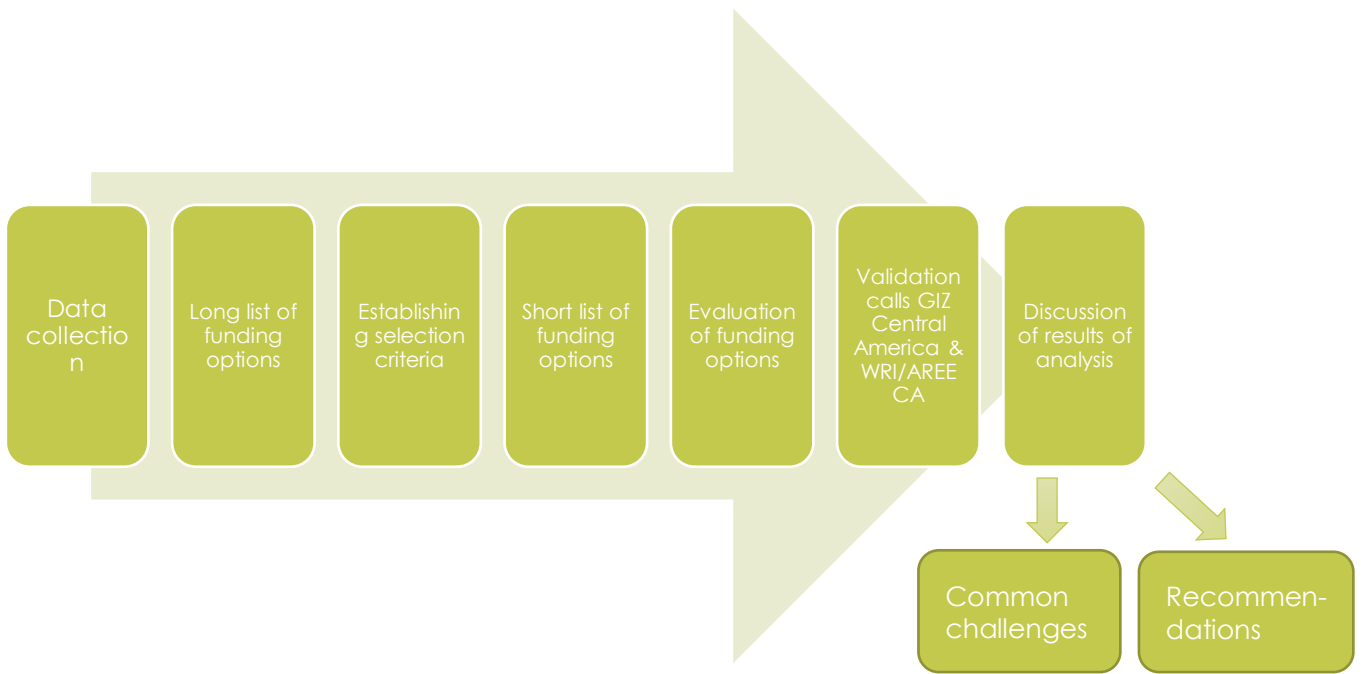 Data
collectio
n
Long list of
funding
options
Establishin
g selection
criteria
Short list of
funding
options
Evaluation
of funding
options
Validation
calls GIZ
Central
America &
WRI/AREE
CA
Discussion
of results of
analysis
Common
challenges
Recommen-
dations